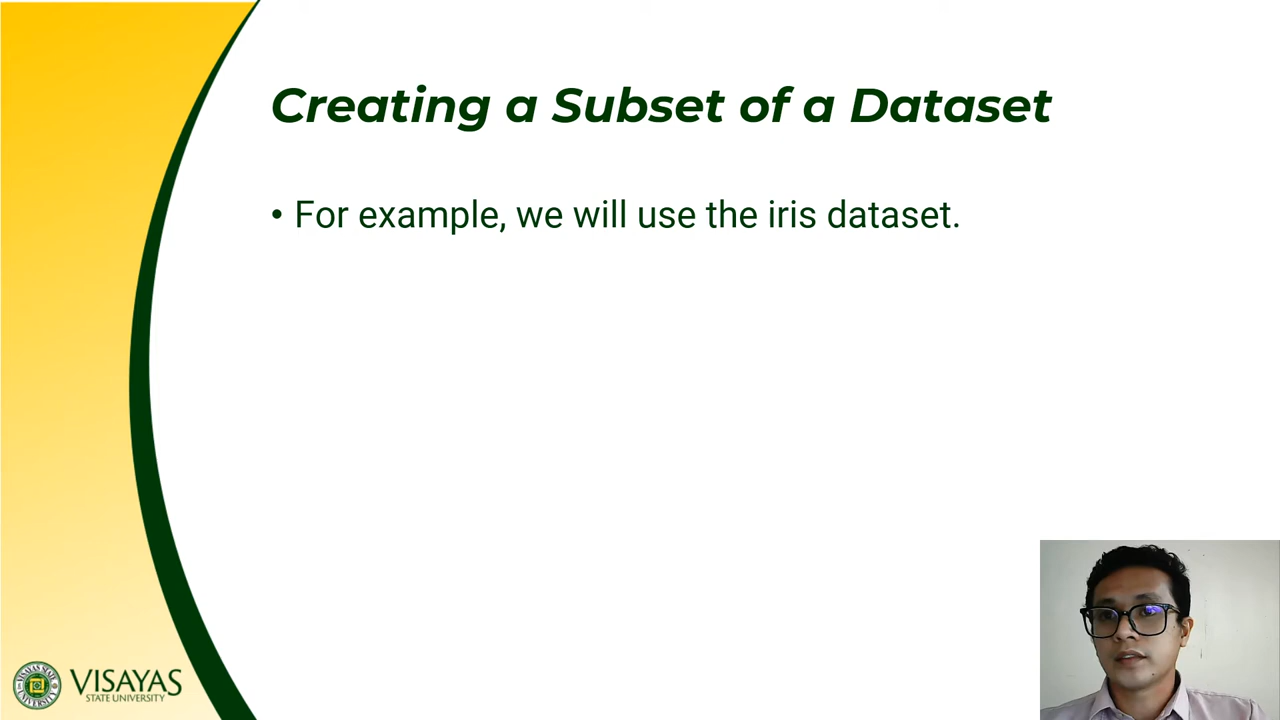 Creating a Subset of a Dataset
• For example, we will use the iris dataset.
VISAYAS
STATE UNIVERSITY